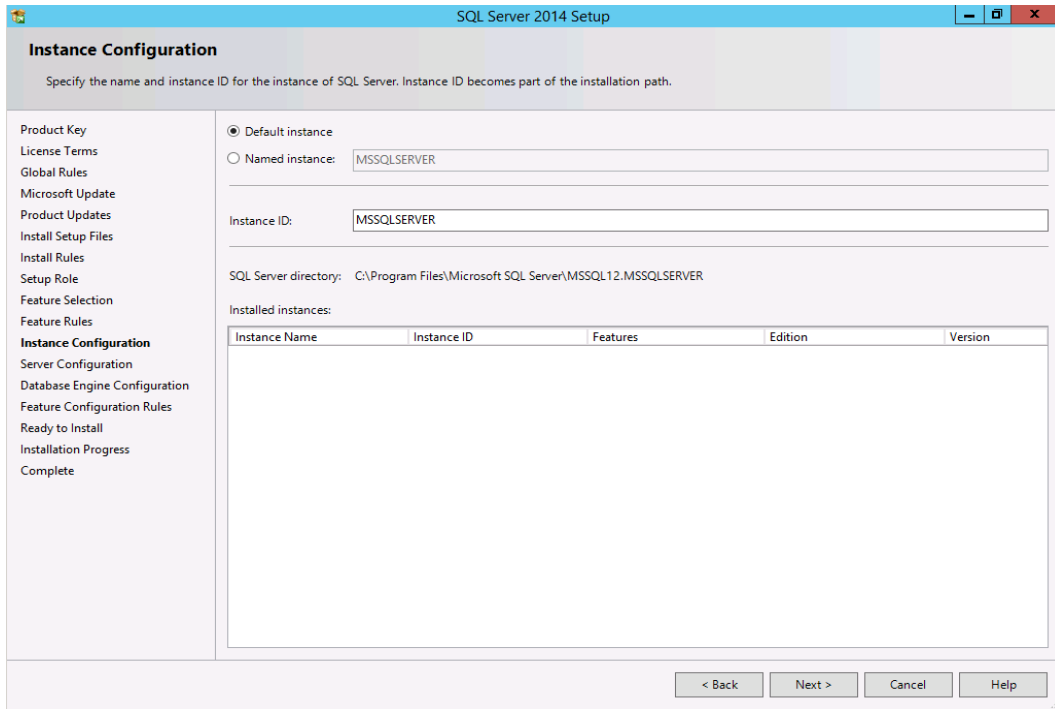 SQL Server 2014 Setup
Instance Configuration
Specify the name and instance ID for the instance of SQL Server. Instance ID becomes part of the installation path.
Product Key
License Terms
Global Rules
Microsoft Update
Product Updates
Install Setup Files
Install Rules
Setup Role
Feature Selection
Feature Rules
Instance Configuration
Server Configuration
Database Engine Configuration
Feature Configuration Rules
Ready to Install
Installation Progress
Complete
Default instance
Named instance: MSSQLSERVER
Instance ID: MSSQLSERVER
SQL Server directory: C:\Program Files\Microsoft SQL Server\MSSQL12.MSSQLSERVER
Installed instances:
Instance Name Instance ID Features Edition Version
< Back Next > Cancel Help